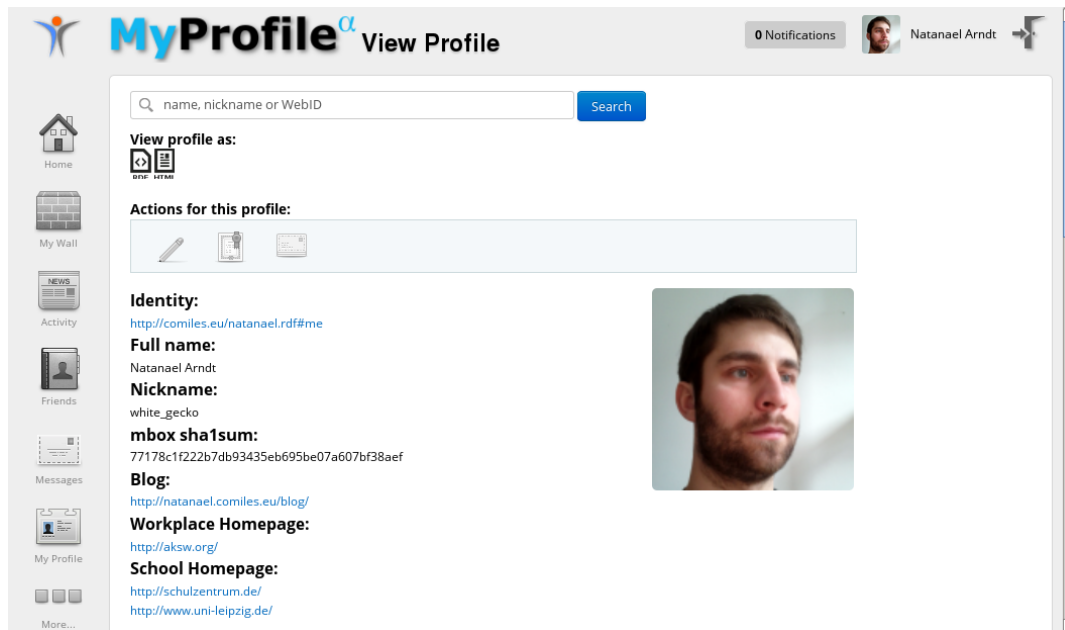 MyProfileα View Profile
0 Notifications
Natanael Arndt
name, nickname or WebID
Search
View profile as:
RDF HTML
Actions for this profile:
Home
My Wall
NEWS
Activity
Friends
Messages
My Profile
More...
Identity:
http://comiles.eu/natanael.rdf#me
Full name:
Natanael Arndt
Nickname:
white_gecko
mbox sha1sum:
77178c1f222b7db93435eb695be07a607bf38aef
Blog:
http://natanael.comiles.eu/blog/
Workplace Homepage:
http://aksw.org/
School Homepage:
http://schulzentrum.de/
http://www.uni-leipzig.de/